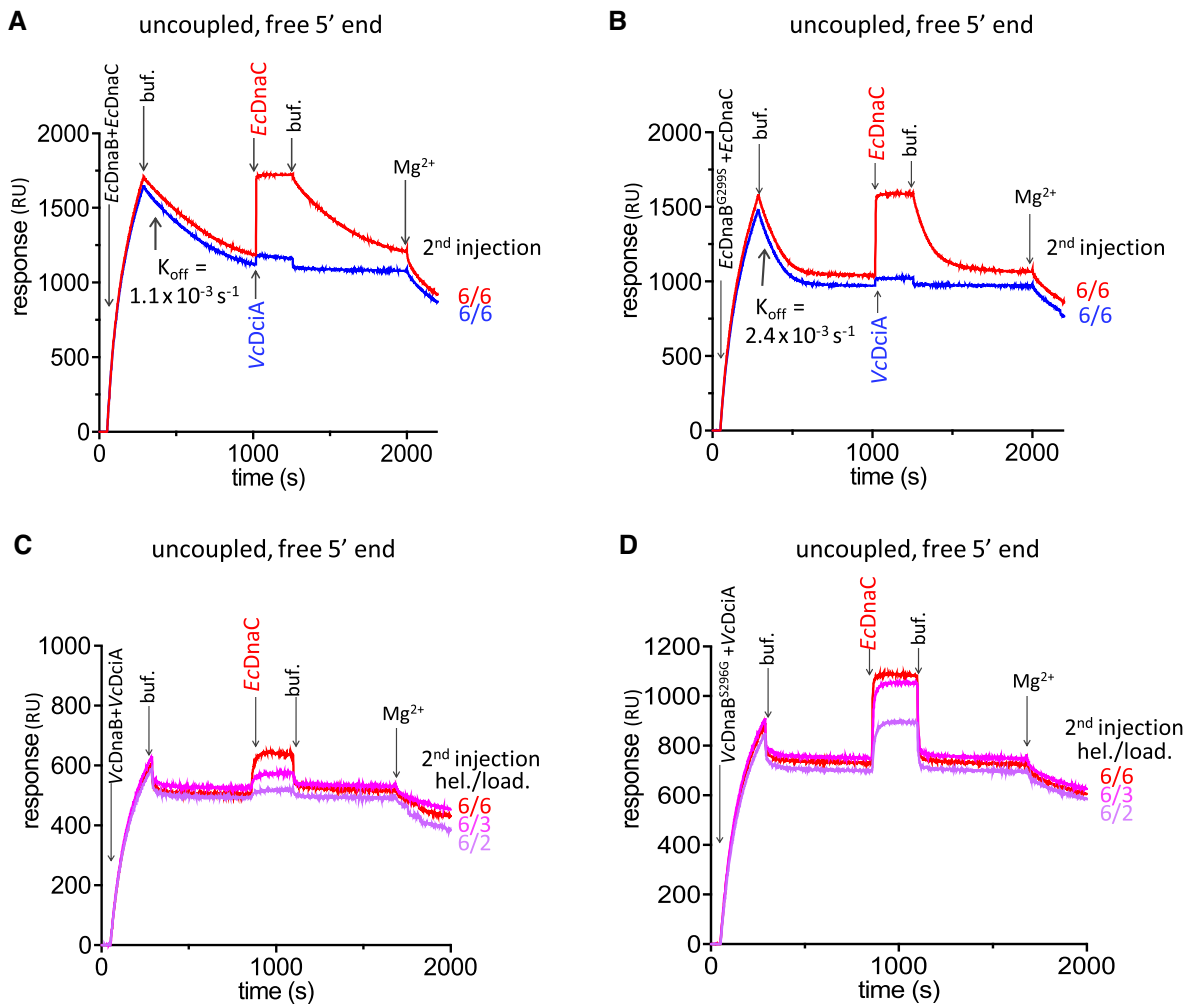 A
uncoupled, free 5' end
EcDnaB+EcDnaC
buf.
EcDnaC
buf.
Mg2+
2000
1500
1000
500
0
response (RU)
Koff =
1.1 x 10-3 s-1
VcDciA
2nd injection
6/6
6/6
0
1000
2000
time (s)
B
uncoupled, free 5' end
EcDnaBG299S +EcDnaC
buf.
EcDnaC
buf.
Mg2+
2000
1500
1000
500
0
response (RU)
Koff =
2.4 x 10-3 s-1
VcDciA
2nd injection
6/6
6/6
0
1000
2000
time (s)
C
uncoupled, free 5' end
VcDnaB+VcDciA
buf.
EcDnaC
buf.
Mg2+
1000
800
600
400
200
0
response (RU)
2nd injection
hel./load.
6/6
6/3
6/2
0
1000
2000
time (s)
D
uncoupled, free 5' end
VcDnaBS296G +VcDciA
buf.
EcDnaC
buf.
Mg2+
1200
1000
800
600
400
200
0
response (RU)
2nd injection
hel./load.
6/6
6/3
6/2
0
1000
2000
time (s)